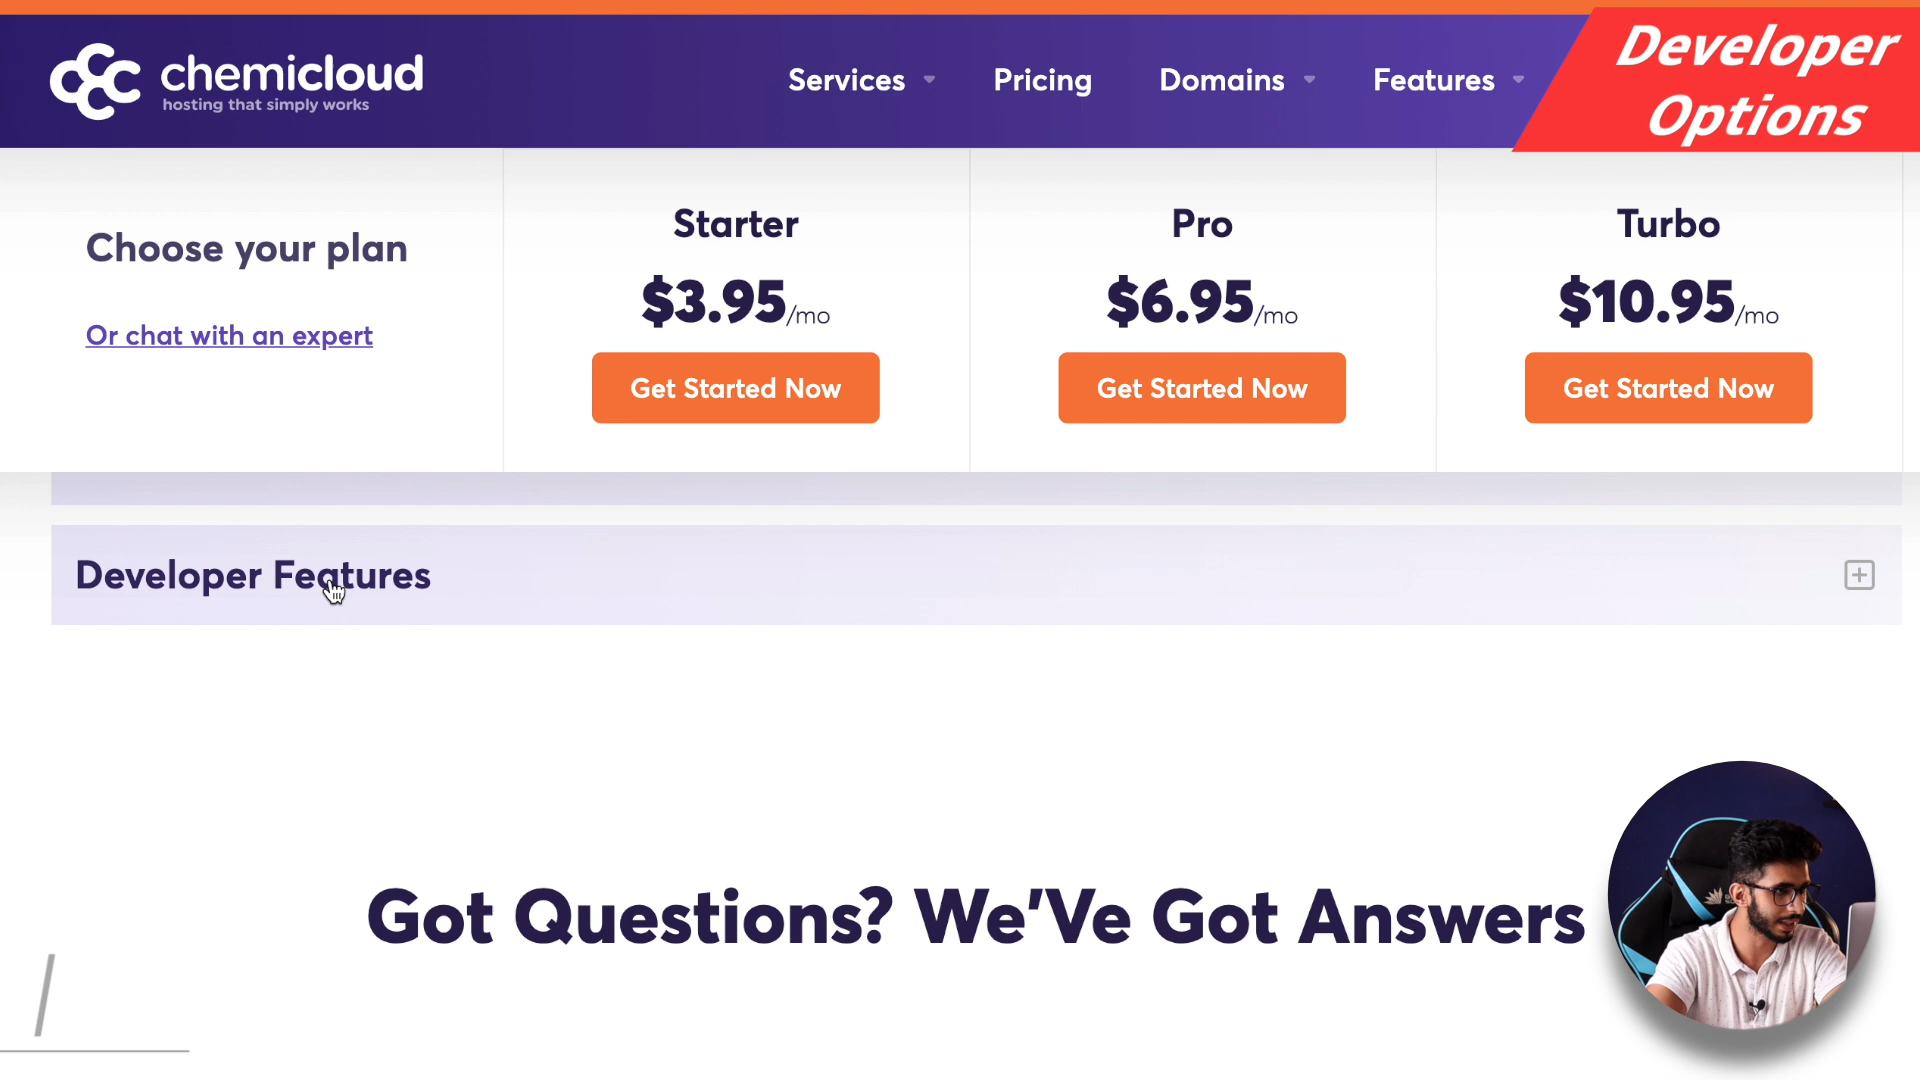 chemicloud
hosting that simply works
Services
Pricing
Domains
Features
Developer
Options
Choose your plan
Or chat with an expert
Starter
$3.95/mo
Get Started Now
Pro
$6.95/mo
Get Started Now
Turbo
$10.95/mo
Get Started Now
Developer Features
Got Questions? We'Ve Got Answers